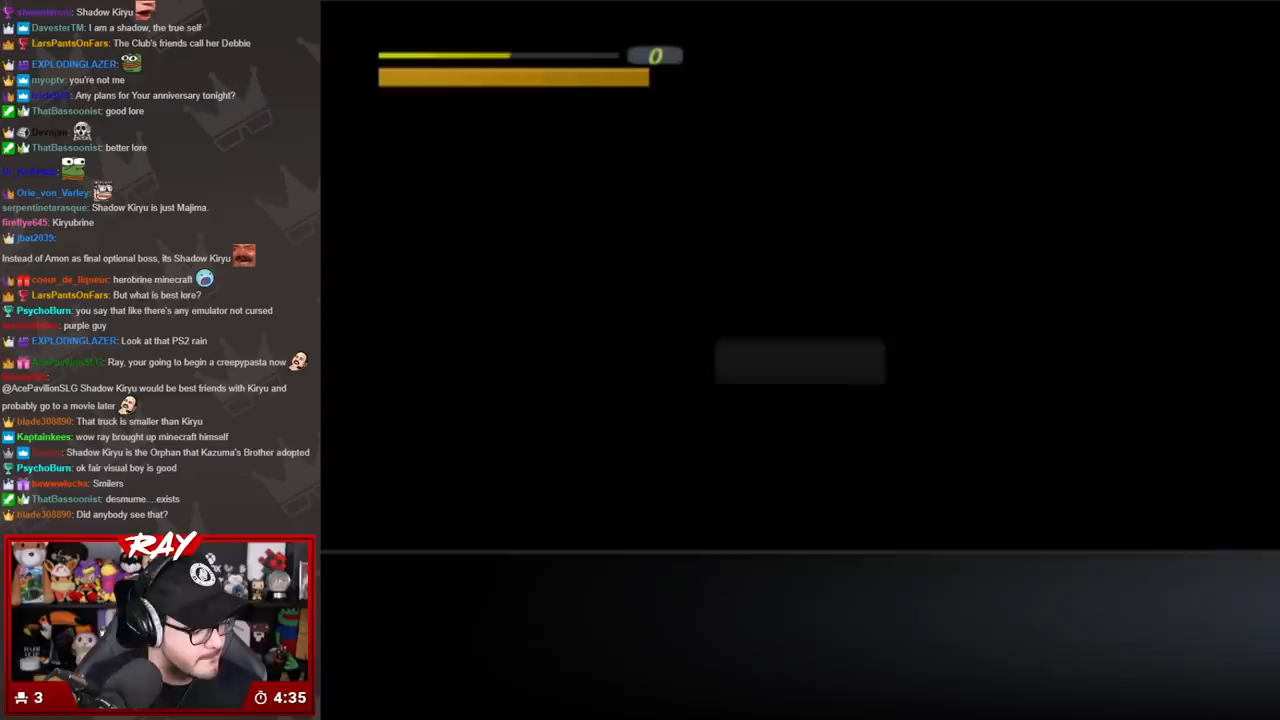 Shadow Kiryu
DavesterTM: I am a shadow, the true self
LarsPantsOnFars: The Club's friends call her Debbie
EXPLODINGLAZER:
myoptv: you're not me
Any plans for Your anniversary tonight?
ThatBassoonist: good lore
Devnjon:
ThatBassoonist: better lore
Orie_von_Varley:
serpentinetarasque: Shadow Kiryu is just Majima.
fireflye645: Kiryubrine
jbat2039:
Instead of Amon as final optional boss, its Shadow Kiryu
coeur_de_liqueur: herobrine minecraft
LarsPantsOnFars: But what is best lore?
PsychoBurn: you say that like there's any emulator not cursed
purple guy
EXPLODINGLAZER: Look at that PS2 rain
AcePavilionSLG: Ray, your going to begin a creepypasta now
@AcePavilionSLG Shadow Kiryu would be best friends with Kiryu and
probably go to a movie later
blade308890: That truck is smaller than Kiryu
Kaptainkees: wow ray brought up minecraft himself
Shadow Kiryu is the Orphan that Kazuma's Brother adopted
PsychoBurn: ok fair visual boy is good
bawwwlucha: Smilers
ThatBassoonist: desmume....exists
blade308890: Did anybody see that?
RAY
3
4:35
0